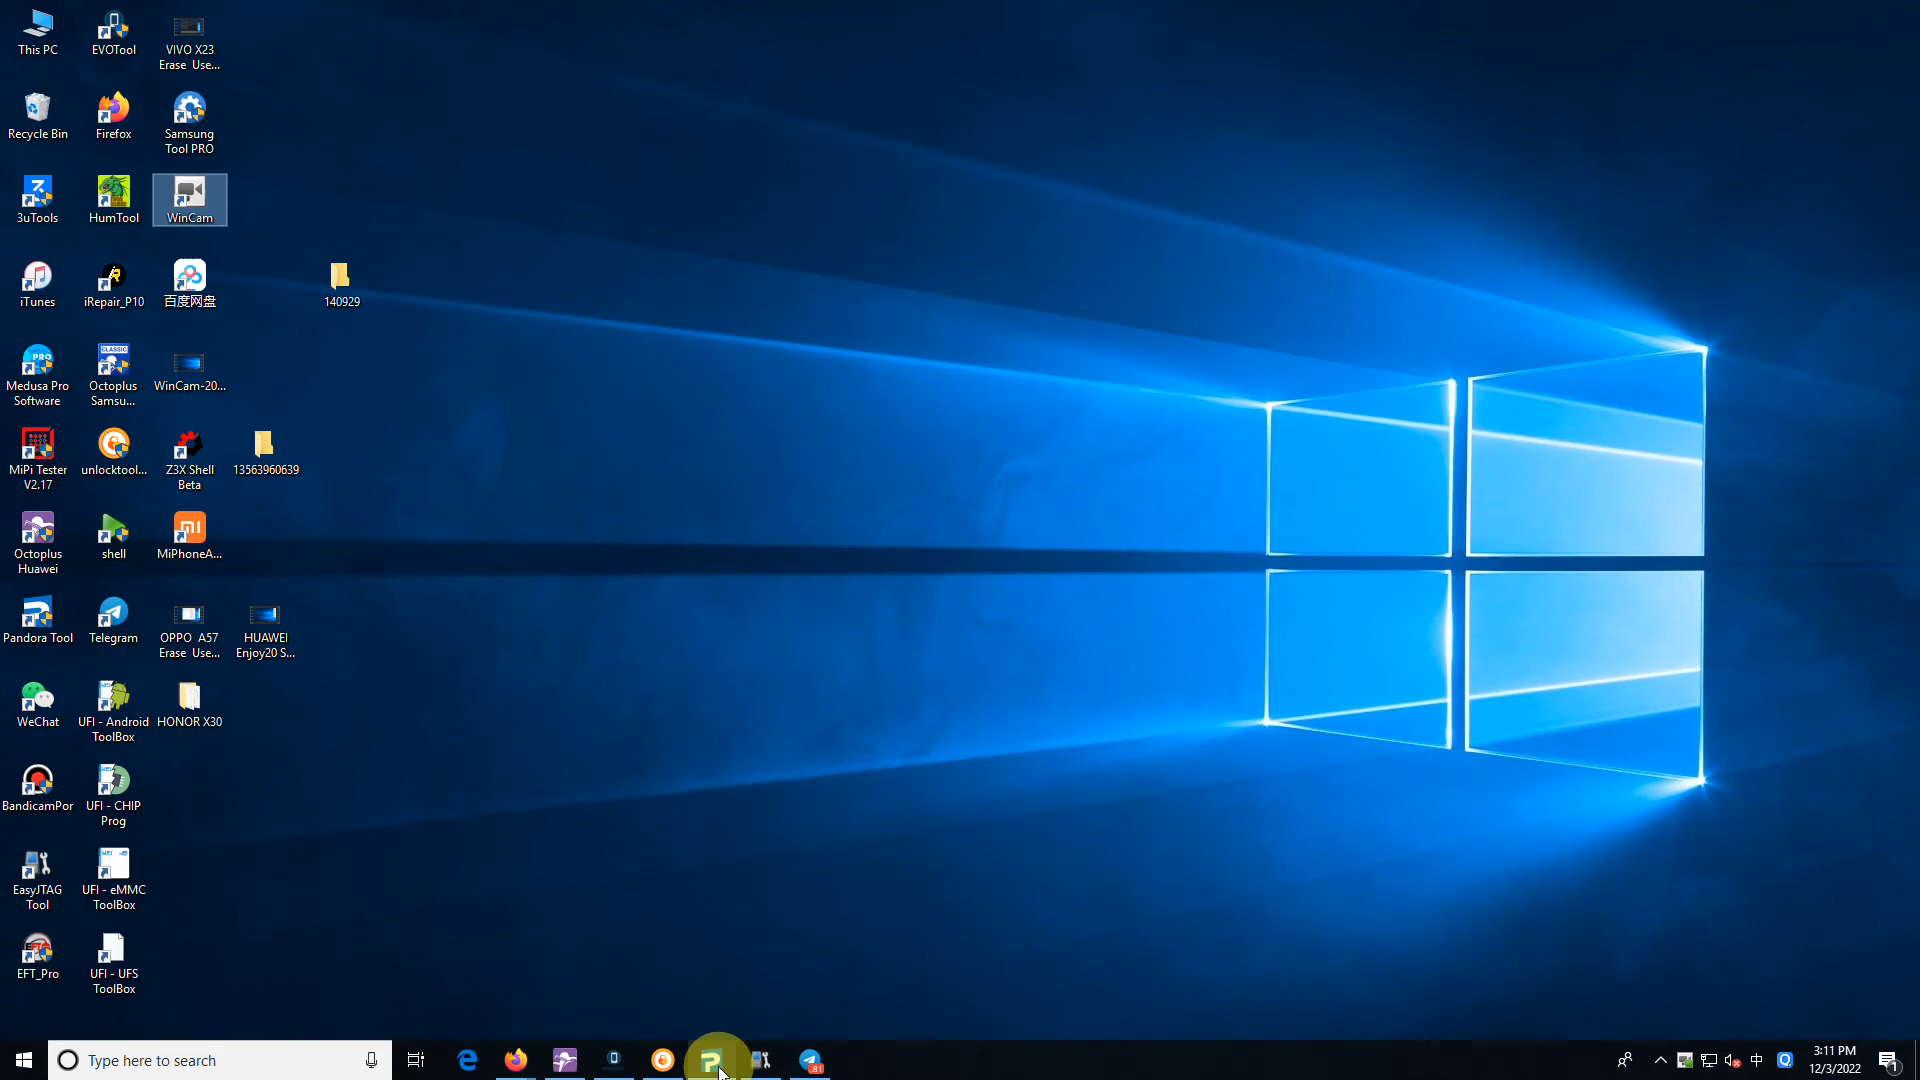 This PC
EVOTool
VIVO X23
Erase Use...
Recycle Bin
Firefox
Samsung
Tool PRO
3uTools
HumTool
WinCam
iTunes
iRepair_P10
百度网盘
140929
Medusa Pro
Software
CLASSIC
Octoplus
Samsu...
WinCam-20...
MiPi Tester
V2.17
unlocktool...
Z3X Shell
Beta
13563960639
Octoplus
Huawei
shell
MiPhoneA...
Pandora Tool
Telegram
OPPO A57
Erase Use...
HUAWEI
Enjoy20 S...
WeChat
UFI - Android
ToolBox
HONOR X30
BandicamPor
UFI - CHIP
Prog
EasyJTAG
Tool
UFI - eMMC
ToolBox
EFT_Pro
UFI - UFS
ToolBox
Type here to search
81
中
3:11 PM
12/3/2022
1